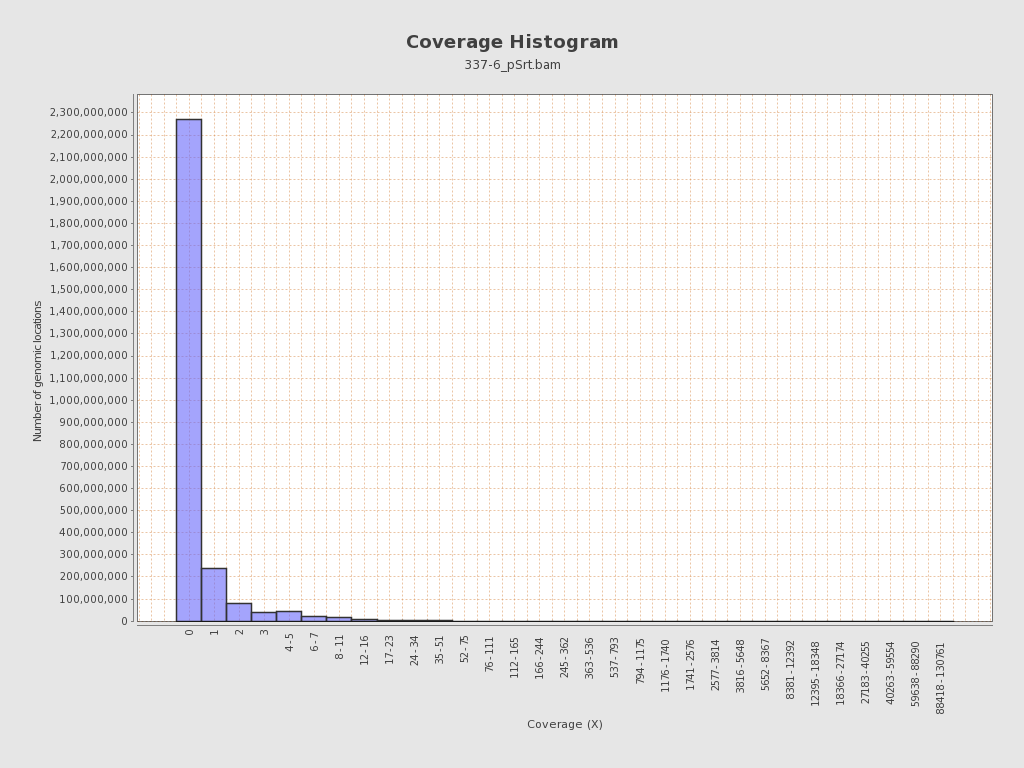 Coverage Histogram
337-6_pSrt.bam
Number of genomic locations
2,300,000,000
2,200,000,000
2,100,000,000
2,000,000,000
1,900,000,000
1,800,000,000
1,700,000,000
1,600,000,000
1,500,000,000
1,400,000,000
1,300,000,000
1,200,000,000
1,100,000,000
1,000,000,000
900,000,000
800,000,000
700,000,000
600,000,000
500,000,000
400,000,000
300,000,000
200,000,000
100,000,000
0
0
1
2
3
4 - 5
6 - 7
8 - 11
12 - 16
17 - 23
24 - 34
35 - 51
52 - 75
76 - 111
112 - 165
166 - 244
245 - 362
363 - 536
537 - 793
794 - 1175
1176 - 1740
1741 - 2576
2577 - 3814
3816 - 5648
5652 - 8367
8381 - 12392
12395 - 18348
18366 - 27174
27183 - 40255
40263 - 59554
59638 - 88290
88418 - 130761
Coverage (X)